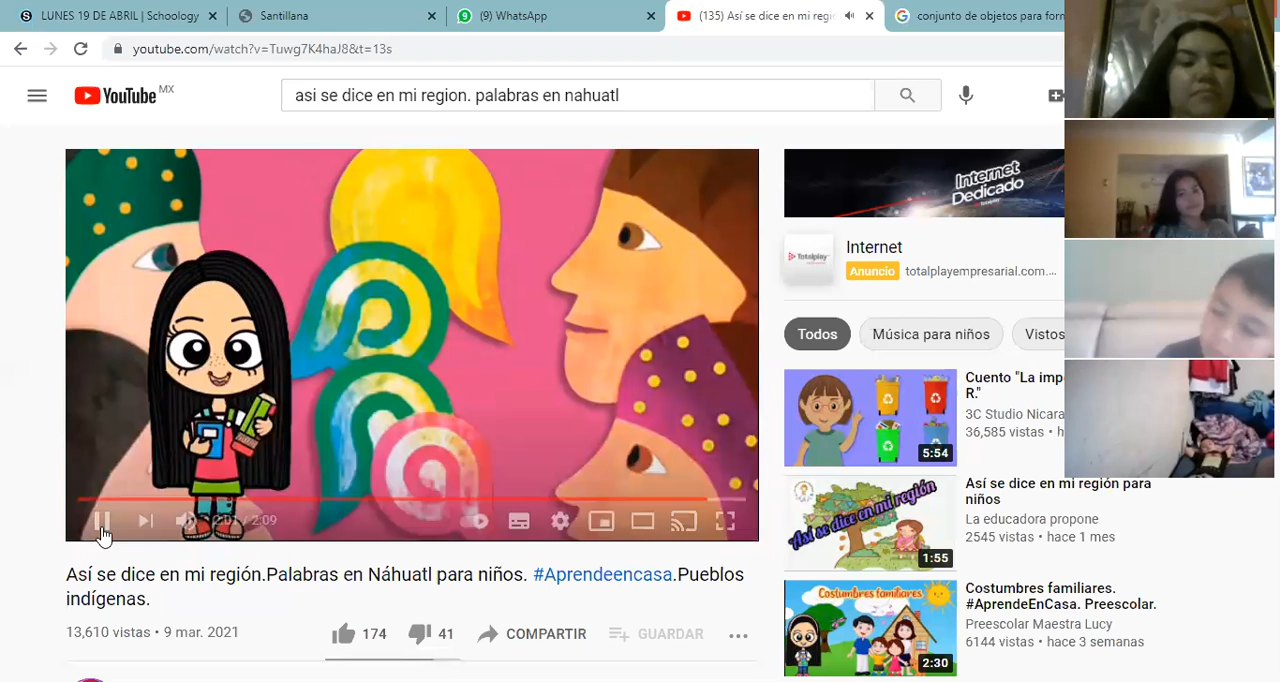 LUNES 19 DE ABRIL | Schoology
Santillana
(9) WhatsApp
(135) Así se dice en mi regi
conjunto de objetos para form
youtube.com/watch?v=Tuwg7K4haJ8&t=13s
YouTube MX
asi se dice en mi region. palabras en nahuatl
Internet
Dedicado
Totalplay
Internet
Anuncio totalplayempresarial.com....
Todos
Música para niños
Vistos
2:01 / 2:09
Cuento "La imp
R."
3C Studio Nicara
36,585 vistas • h
5:54
Así se dice en mi región
Así se dice en mi región para
niños
La educadora propone
2545 vistas • hace 1 mes
1:55
Así se dice en mi región.Palabras en Náhuatl para niños. #Aprendeencasa.Pueblos
indígenas.
13,610 vistas • 9 mar. 2021
174
41
COMPARTIR
GUARDAR
Costumbres familiares
Costumbres familiares.
#AprendeEnCasa. Preescolar.
Preescolar Maestra Lucy
6144 vistas • hace 3 semanas
2:30